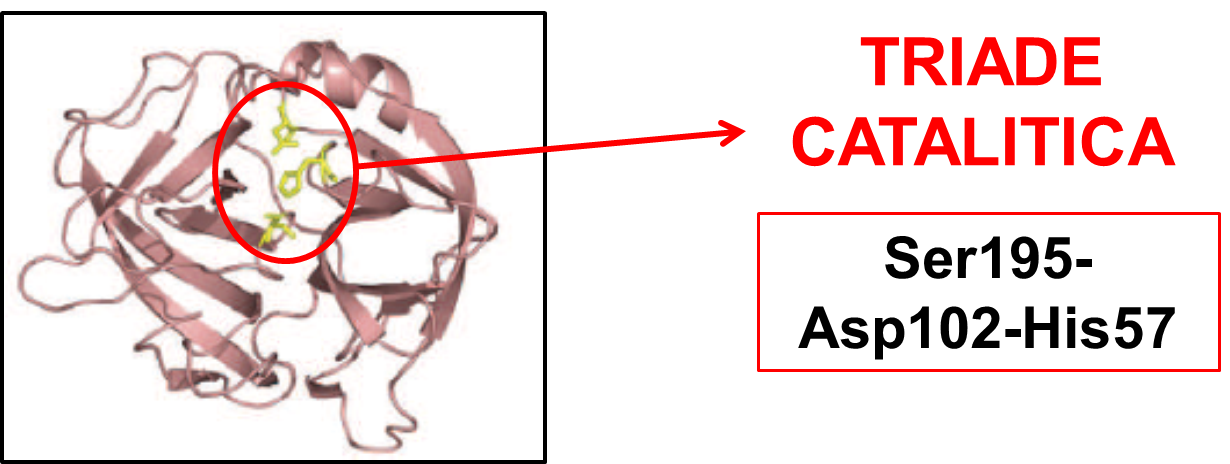 TRIADE
CATALITICA
Ser195-
Asp102-His57